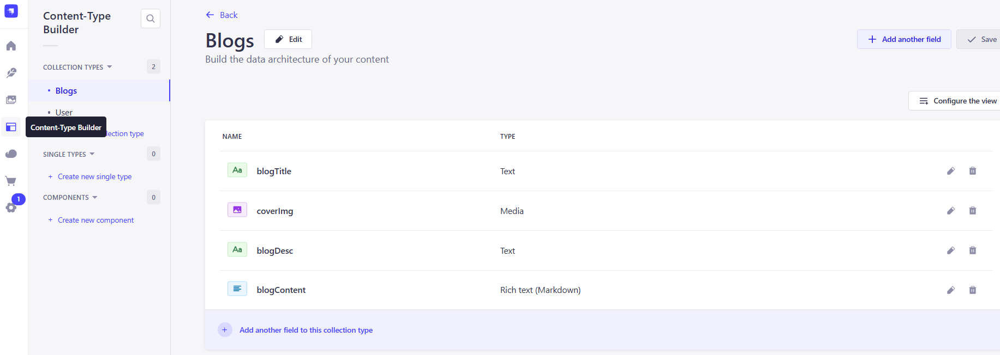 Content-Type
Builder
COLLECTION TYPES
2
Blogs
User
Content-Type Builder
llection type
SINGLE TYPES
0
+ Create new single type
COMPONENTS
0
+ Create new component
1
← Back
Blogs
Edit
Build the data architecture of your content
+ Add another field
Save
Configure the view
NAME TYPE
Aa blogTitle Text
coverImg Media
Aa blogDesc Text
blogContent Rich text (Markdown)
+ Add another field to this collection type